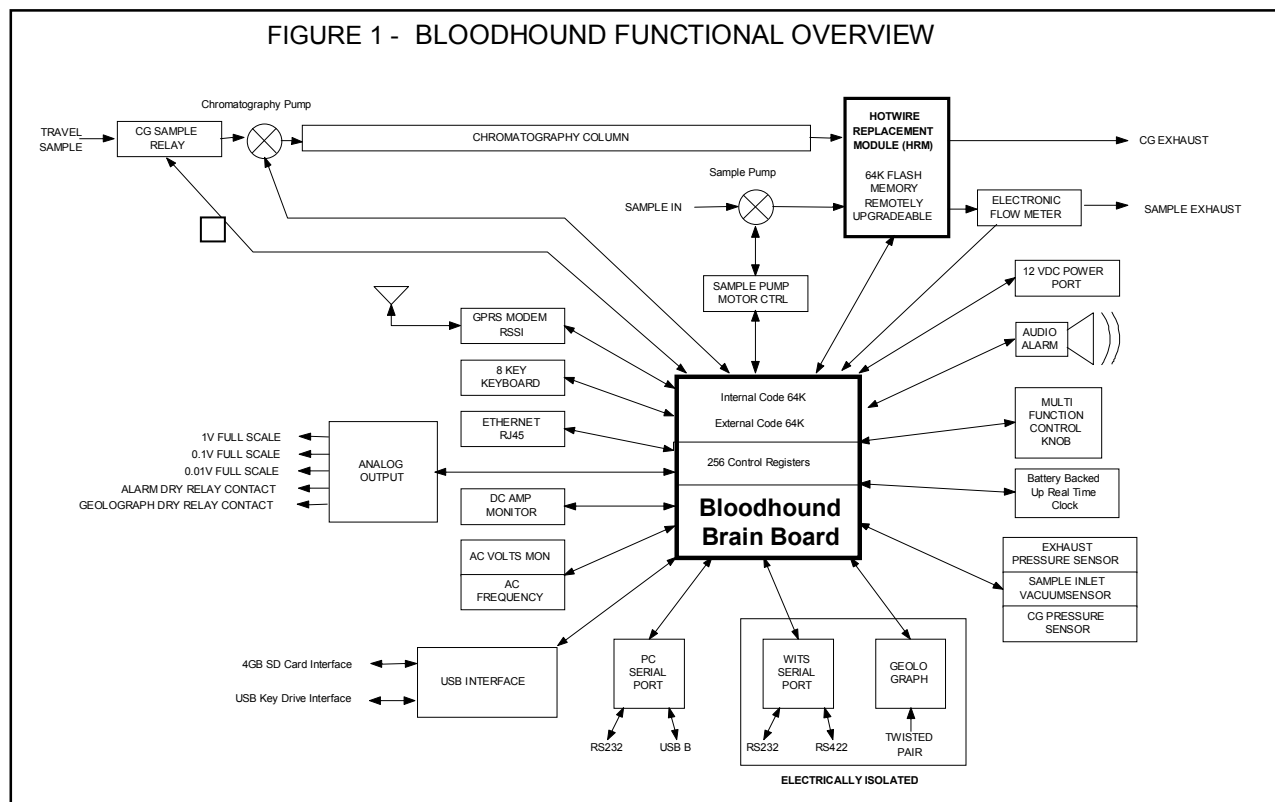 FIGURE 1 - BLOODHOUND FUNCTIONAL OVERVIEW
Chromatography Pump
TRAVEL
SAMPLE
CG SAMPLE
RELAY
CHROMATOGRAPHY COLUMN
HOTWIRE
REPLACEMENT
MODULE (HRM)
64K FLASH
MEMORY
REMOTELY
UPGRADEABLE
CG EXHAUST
Sample Pump
SAMPLE IN
ELECTRONIC
FLOW METER
SAMPLE EXHAUST
SAMPLE PUMP
MOTOR CTRL
12 VDC POWER
PORT
GPRS MODEM
RSSI
AUDIO
ALARM
8 KEY
KEYBOARD
Internal Code 64K
External Code 64K
MULTI
FUNCTION
CONTROL
KNOB
ETHERNET
RJ45
1V FULL SCALE
0.1V FULL SCALE
0.01V FULL SCALE
ALARM DRY RELAY CONTACT
GEOLOGRAPH DRY RELAY CONTACT
ANALOG
OUTPUT
256 Control Registers
Battery Backed
Up Real Time
Clock
DC AMP
MONITOR
Bloodhound
Brain Board
AC VOLTS MON
AC
FREQUENCY
EXHAUST
PRESSURE SENSOR
SAMPLE INLET
VACUUMSENSOR
CG PRESSURE
SENSOR
4GB SD Card Interface
USB Key Drive Interface
USB INTERFACE
PC
SERIAL
PORT
WITS
SERIAL
PORT
GEOLO
GRAPH
RS232
USB B
RS232
RS422
TWISTED
PAIR
ELECTRICALLY ISOLATED